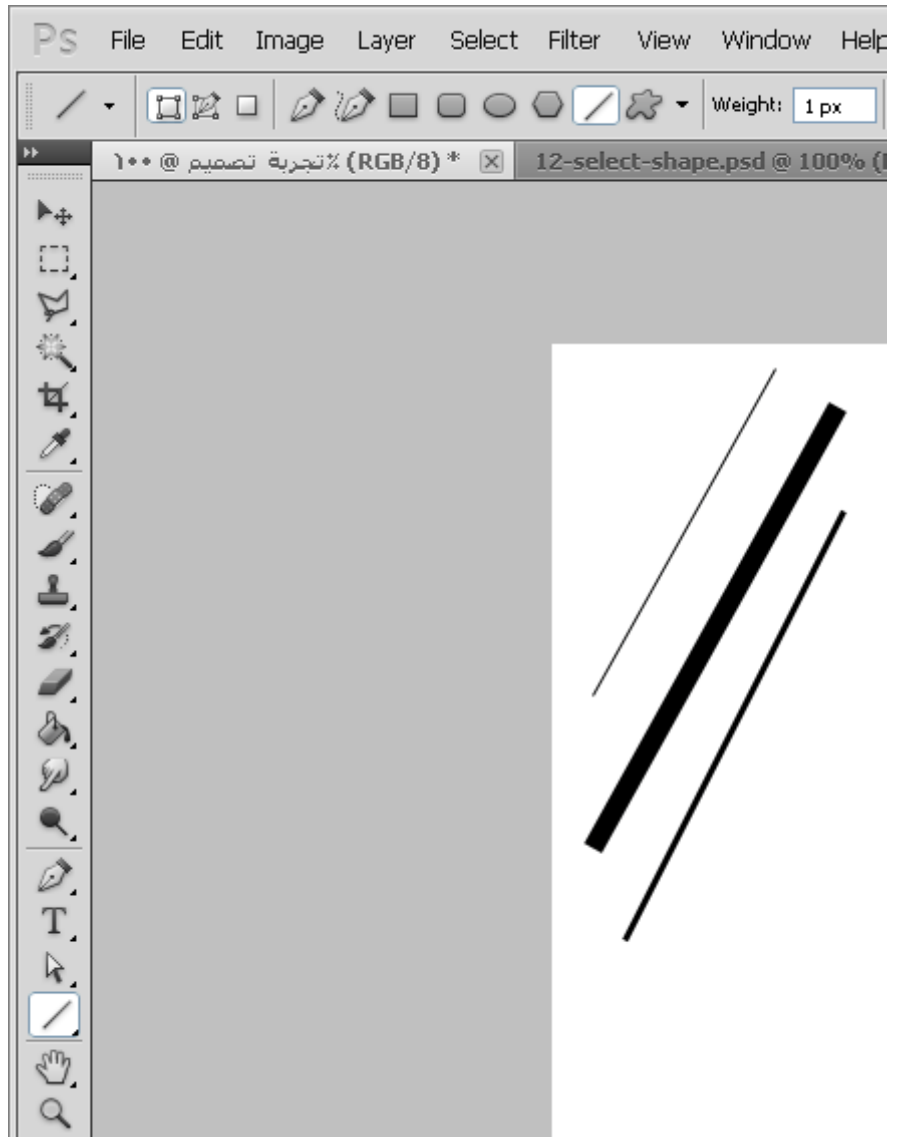 Ps File Edit Image Layer Select Filter View Window Help
Weight: 1 px
تجربة تصميم @ ١٠٠٪ (RGB/8) * 12-select-shape.psd @ 100% (
T